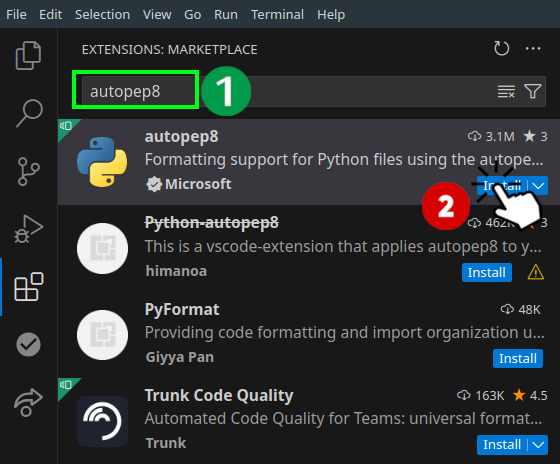 File Edit Selection View Go Run Terminal Help
EXTENSIONS: MARKETPLACE
autopep8
1
autopep8 3.1M 3
Formatting support for Python files using the autope...
Microsoft Install
2
Python-autopep8 462K 3
This is a vscode-extension that applies autopep8 to y...
himanoa Install
PyFormat 48K
Providing code formatting and import organization u...
Giyya Pan Install
Trunk Code Quality 163K 4.5
Automated Code Quality for Teams: universal format...
Trunk Install